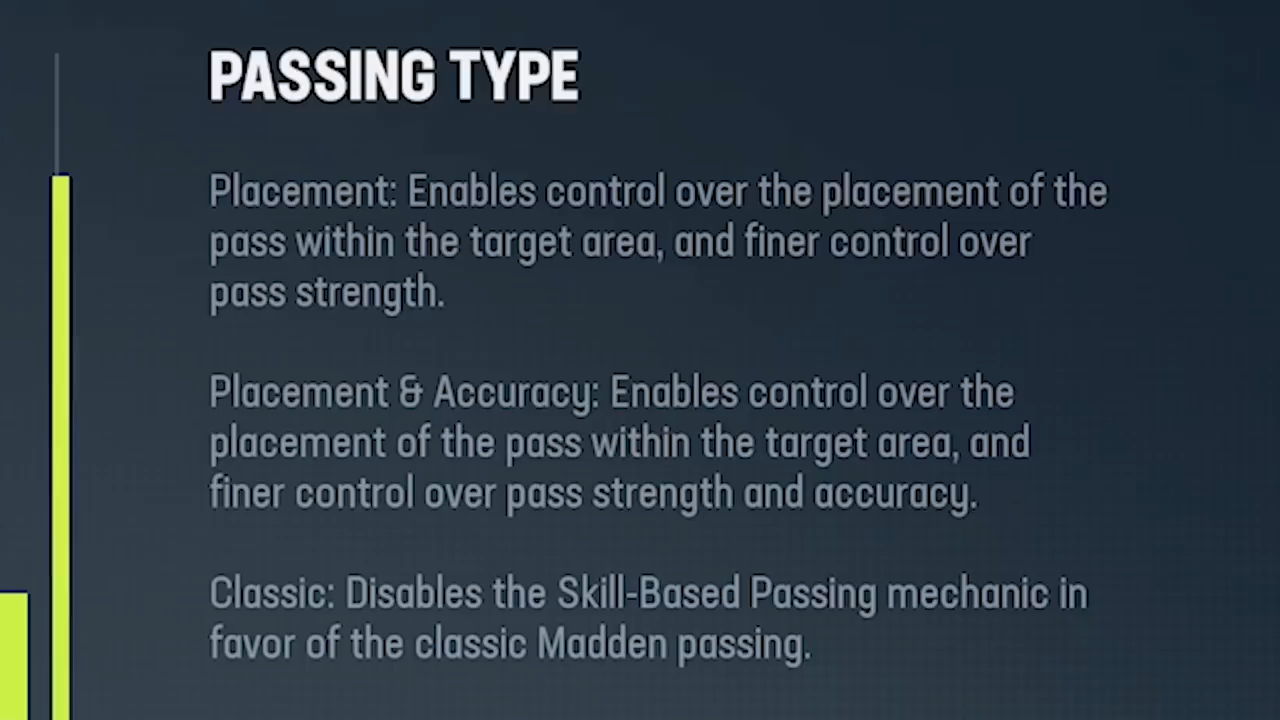 PASSING TYPE
Placement: Enables control over the placement of the
pass within the target area, and finer control over
pass strength.
Placement & Accuracy: Enables control over the
placement of the pass within the target area, and
finer control over pass strength and accuracy.
Classic: Disables the Skill-Based Passing mechanic in
favor of the classic Madden passing.